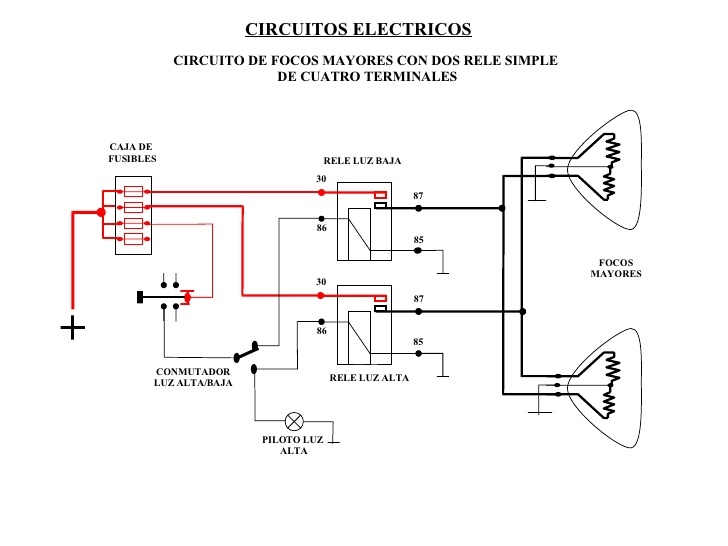 CIRCUITOS ELECTRICOS
CIRCUITO DE FOCOS MAYORES CON DOS RELE SIMPLE
DE CUATRO TERMINALES
CAJA DE
FUSIBLES
RELE LUZ BAJA
30
87
86
85
FOCOS
MAYORES
30
87
86
85
CONMUTADOR
LUZ ALTA/BAJA
RELE LUZ ALTA
PILOTO LUZ
ALTA